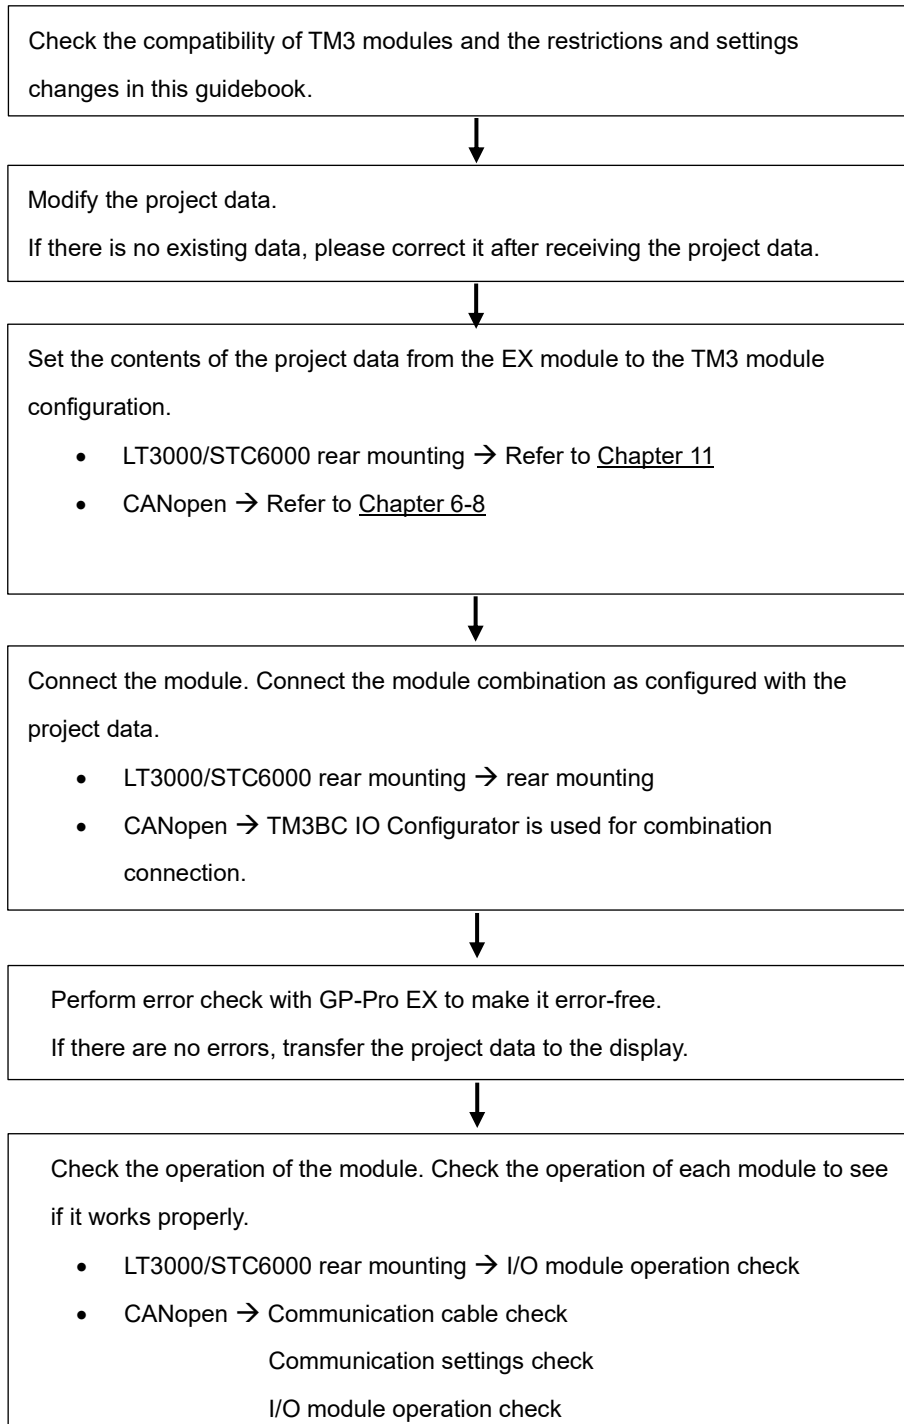 Check the compatibility of TM3 modules and the restrictions and settings
changes in this guidebook.
Modify the project data.
If there is no existing data, please correct it after receiving the project data.
Set the contents of the project data from the EX module to the TM3 module
configuration.
• LT3000/STC6000 rear mounting → Refer to Chapter 11
• CANopen → Refer to Chapter 6-8
Connect the module. Connect the module combination as configured with the
project data.
• LT3000/STC6000 rear mounting → rear mounting
• CANopen → TM3BC IO Configurator is used for combination
connection.
Perform error check with GP-Pro EX to make it error-free.
If there are no errors, transfer the project data to the display.
Check the operation of the module. Check the operation of each module to see
if it works properly.
• LT3000/STC6000 rear mounting → I/O module operation check
• CANopen → Communication cable check
Communication settings check
I/O module operation check